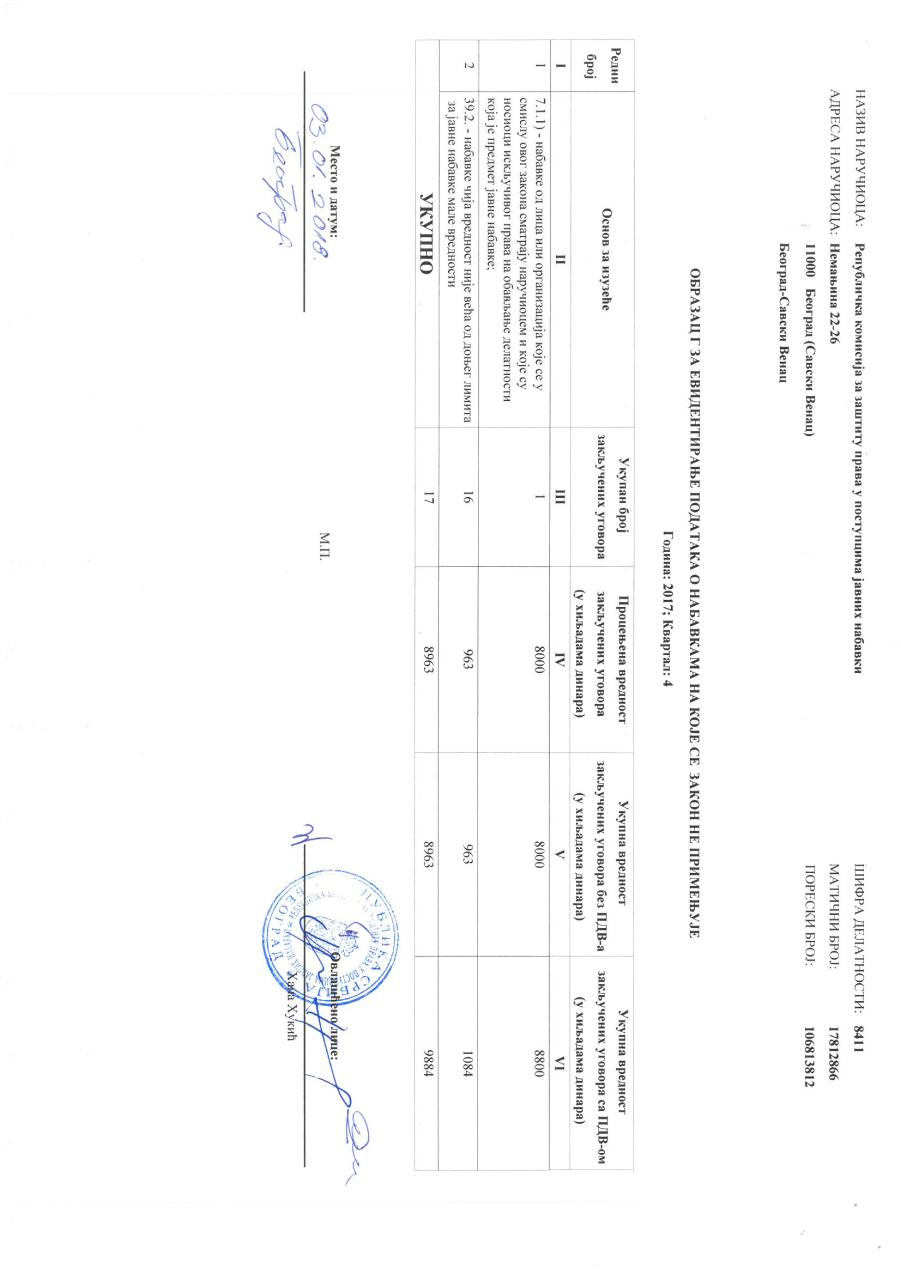 НАЗИВ НАРУЧИОЦА: Републичка комисија за заштиту права у поступцима јавних набавки
АДРЕСА НАРУЧИОЦА: Немањина 22-26
11000 Београд (Савски Венац)
Београд-Савски Венац
ШИФРА ДЕЛАТНОСТИ: 8411
МАТИЧНИ БРОЈ: 17812866
ПОРЕСКИ БРОЈ: 106813812
ОБРАЗАЦ Г ЗА ЕВИДЕНТИРАЊЕ ПОДАТАКА О НАБАВКАМА НА КОЈЕ СЕ ЗАКОН НЕ ПРИМЕЊУЈЕ
Година: 2017; Квартал: 4
Редни
број
Основ за изузеће
Укупан број
закључених уговора
Процењена вредност
закључених уговора
(у хиљадама динара)
Укупна вредност
закључених уговора без ПДВ-а
(у хиљадама динара)
Укупна вредност
закључених уговора са ПДВ-ом
(у хиљадама динара)
I II III IV V VI
1
7.1.1) - набавке од лица или организација које се у
смислу овог закона сматрају наручиоцем и које су
носиоци искључивог права на обављање делатности
која је предмет јавне набавке;
1 8000 8000 8800
2
39.2. - набавке чија вредност није већа од доњег лимита
за јавне набавке мале вредности
16 963 963 1084
УКУПНО 17 8963 8963 9884
Место и датум:
03.01.2018.
Београд.
М.П.
Овлашћено лице:
Хана Хукић